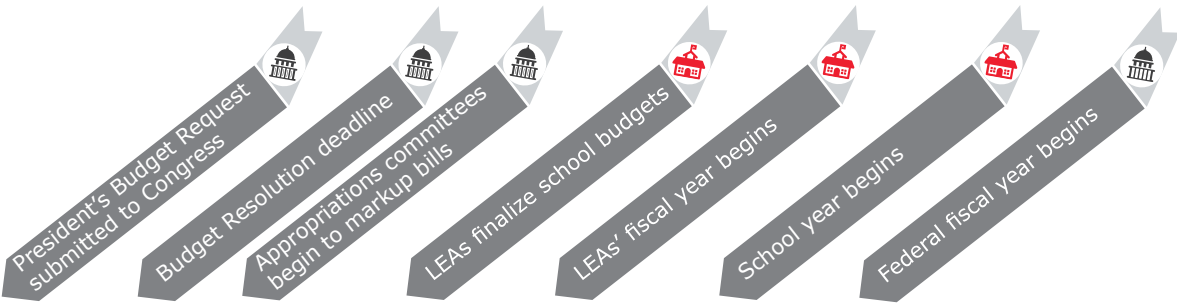 President’s Budget Request
submitted to Congress
Budget Resolution deadline
Appropriations committees
begin to markup bills
LEAs finalize school budgets
LEAs’ fiscal year begins
School year begins
Federal fiscal year begins